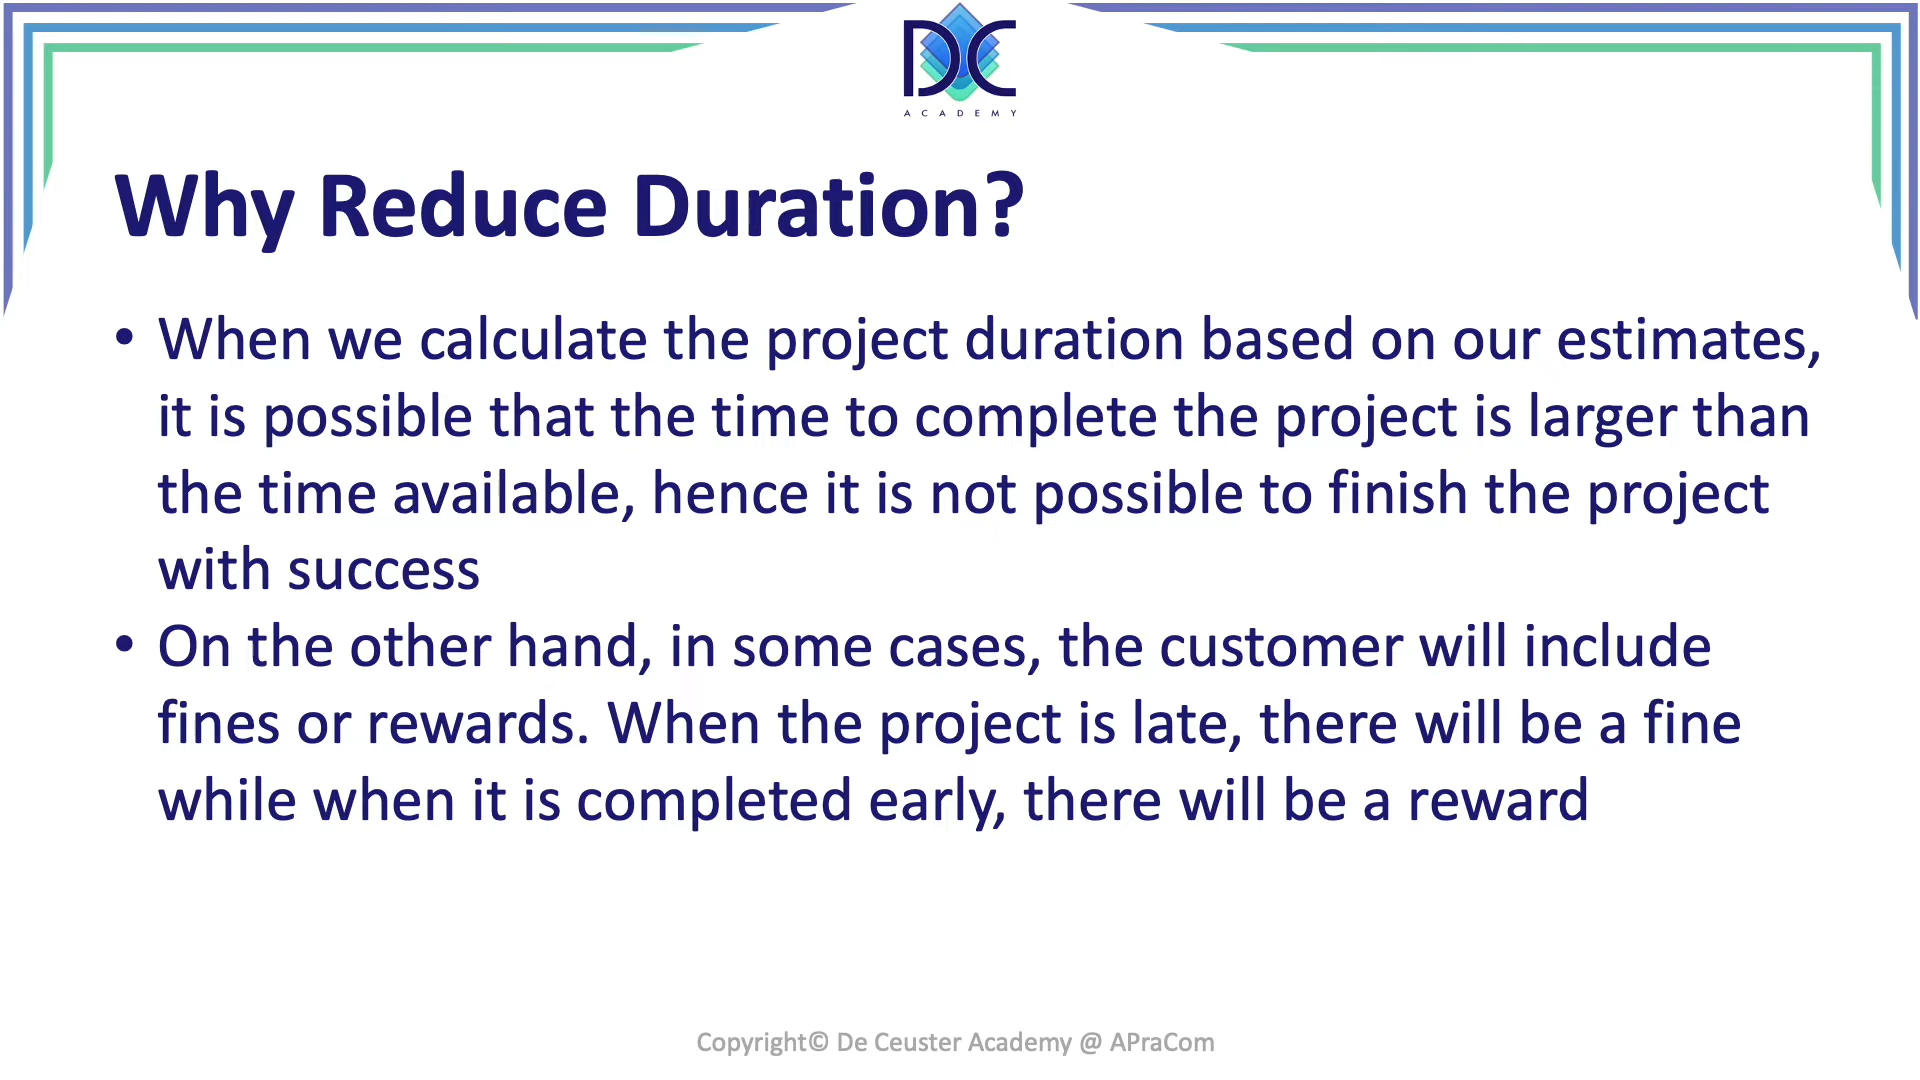 DC
ACADEMY
Why Reduce Duration?
• When we calculate the project duration based on our estimates,
it is possible that the time to complete the project is larger than
the time available, hence it is not possible to finish the project
with success
• On the other hand, in some cases, the customer will include
fines or rewards. When the project is late, there will be a fine
while when it is completed early, there will be a reward
Copyright© De Ceuster Academy @ APraCom